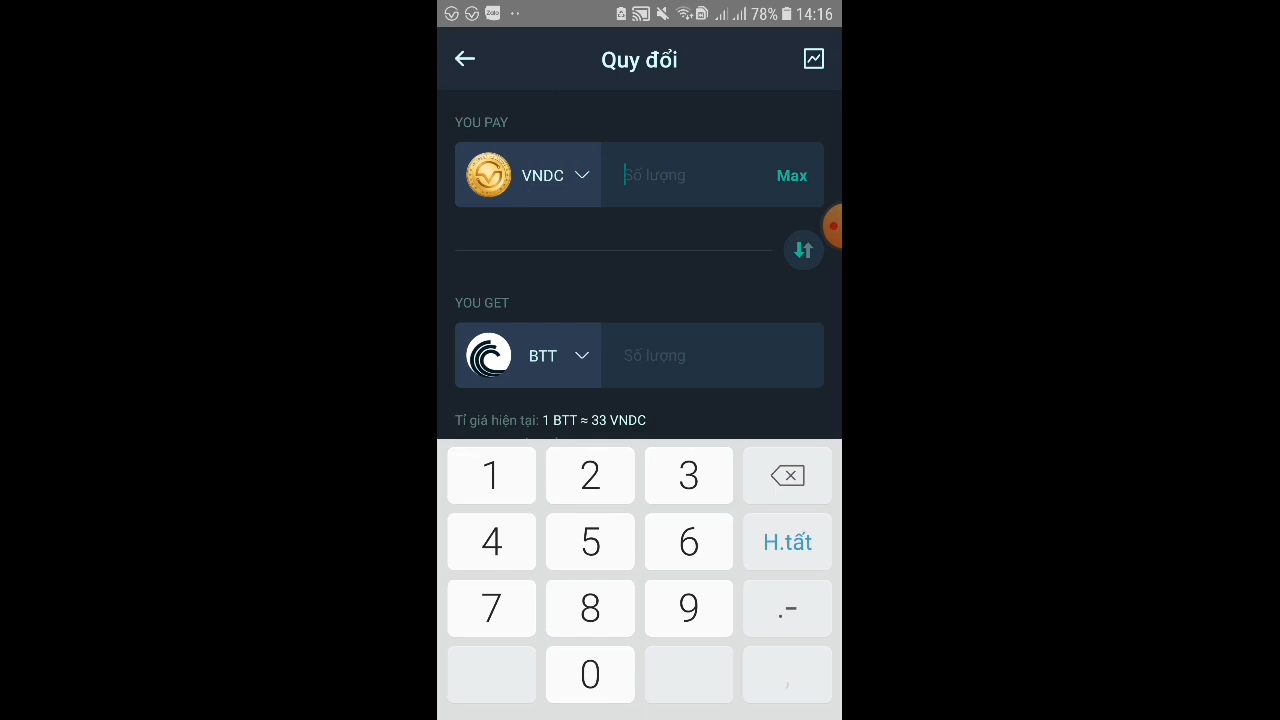 Zalo
78% 14:16
Quy đổi
YOU PAY
VNDC Số lượng Max
YOU GET
BTT Số lượng
Tỉ giá hiện tại: 1 BTT ≈ 33 VNDC
1 2 3
4 5 6 H.tất
7 8 9 .-
0 ,